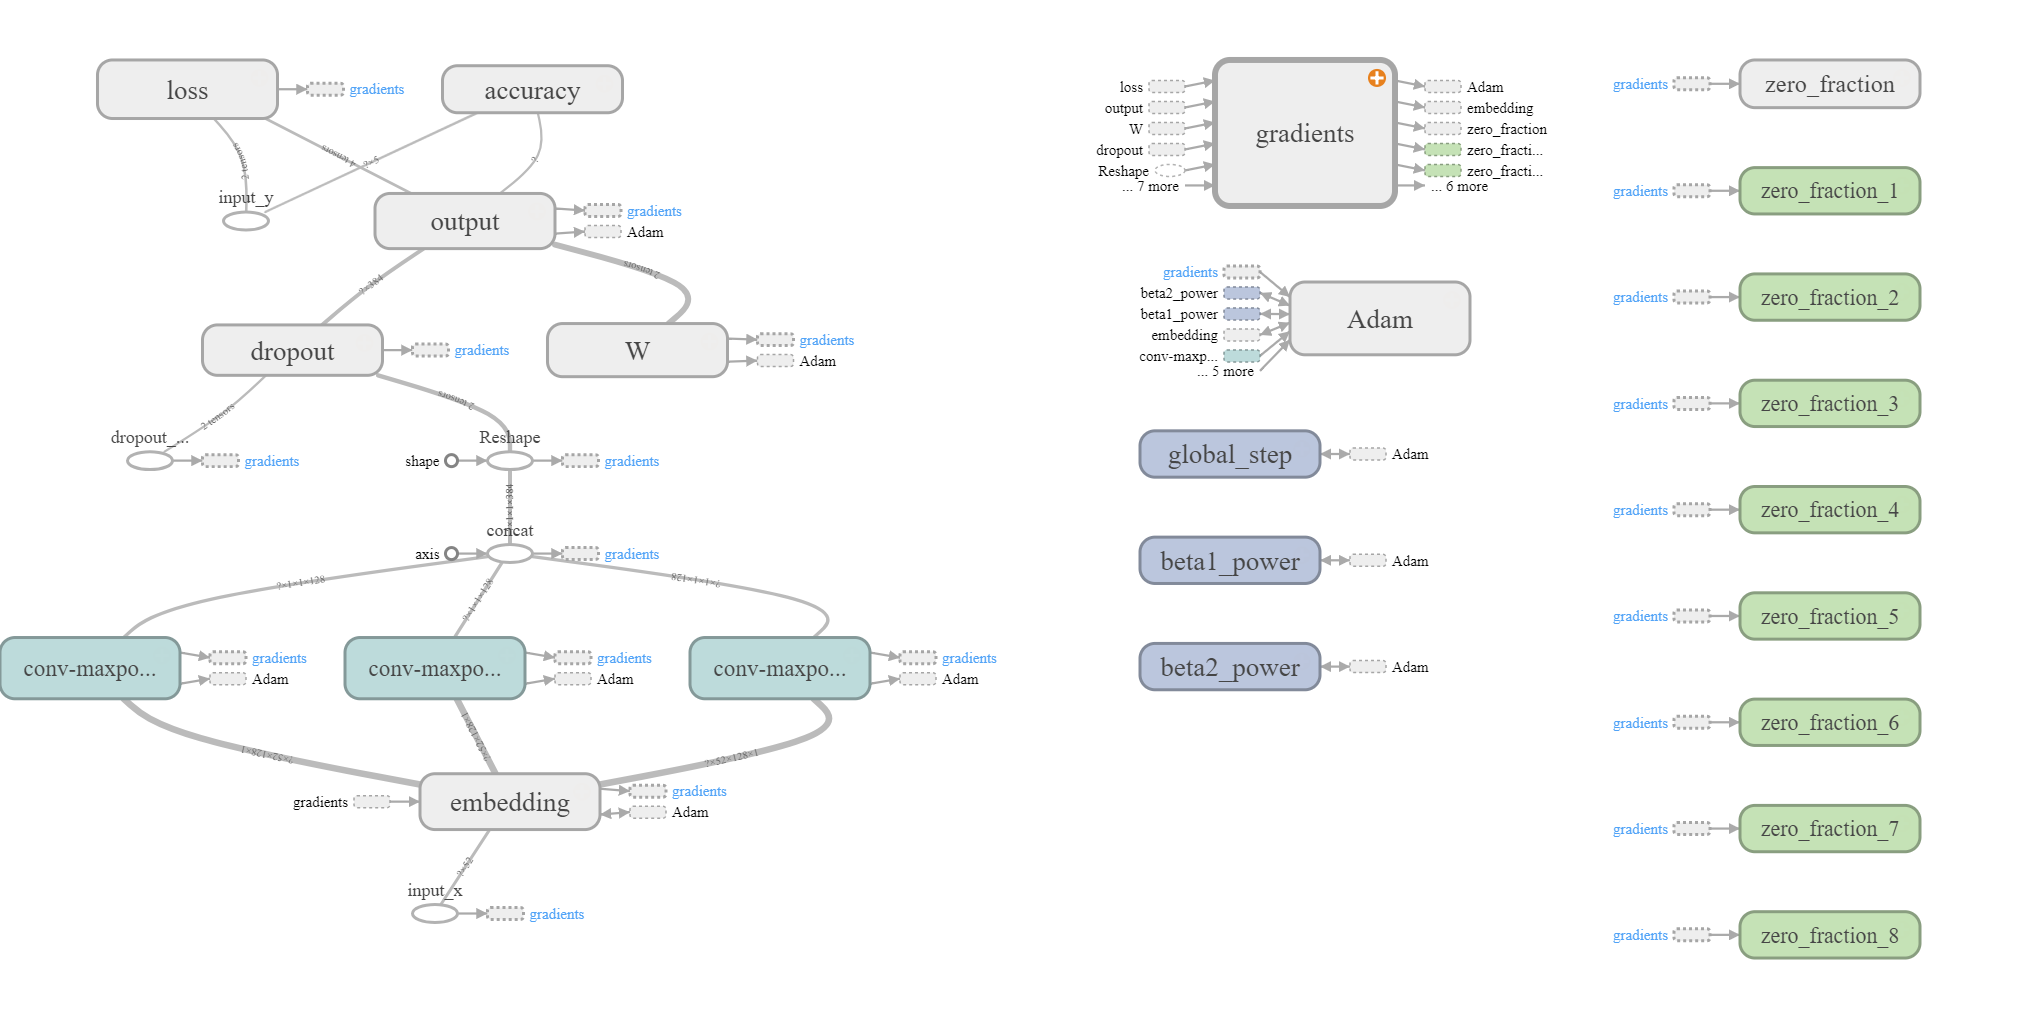 loss
gradients
accuracy
2 tensors
4 tensors
?×5
?
input_y
output
gradients
Adam
?×384
2 tensors
dropout
gradients
W
gradients
Adam
2 tensors
2 tensors
dropout_...
gradients
Reshape
shape
gradients
?×1×1×384
concat
axis
gradients
?×1×1×128
?×1×1×128
?×1×1×128
conv-maxpo...
gradients
Adam
conv-maxpo...
gradients
Adam
conv-maxpo...
gradients
Adam
?×52×128×1
?×52×128×1
?×52×128×1
gradients
embedding
gradients
Adam
?×52
input_x
gradients
loss
output
W
dropout
Reshape
... 7 more
gradients
Adam
embedding
zero_fraction
zero_fracti...
zero_fracti...
... 6 more
gradients
beta2_power
beta1_power
embedding
conv-maxp...
... 5 more
Adam
global_step
Adam
beta1_power
Adam
beta2_power
Adam
gradients
zero_fraction
gradients
zero_fraction_1
gradients
zero_fraction_2
gradients
zero_fraction_3
gradients
zero_fraction_4
gradients
zero_fraction_5
gradients
zero_fraction_6
gradients
zero_fraction_7
gradients
zero_fraction_8